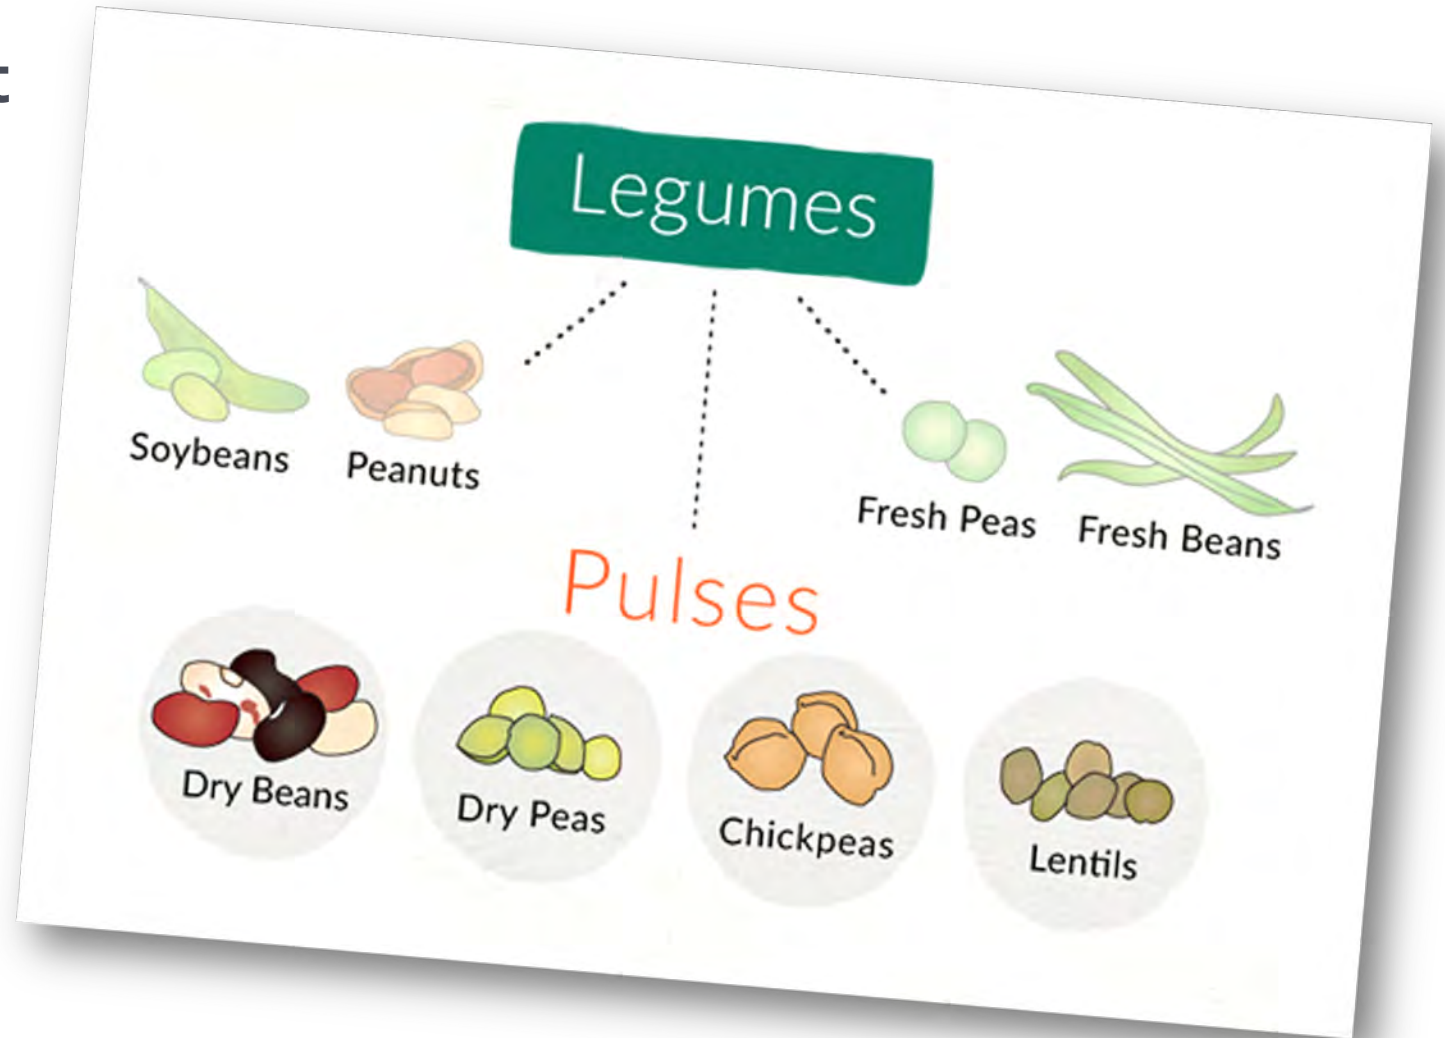 t
Legumes
Soybeans
Peanuts
Fresh Peas
Fresh Beans
Pulses
Dry Beans
Dry Peas
Chickpeas
Lentils